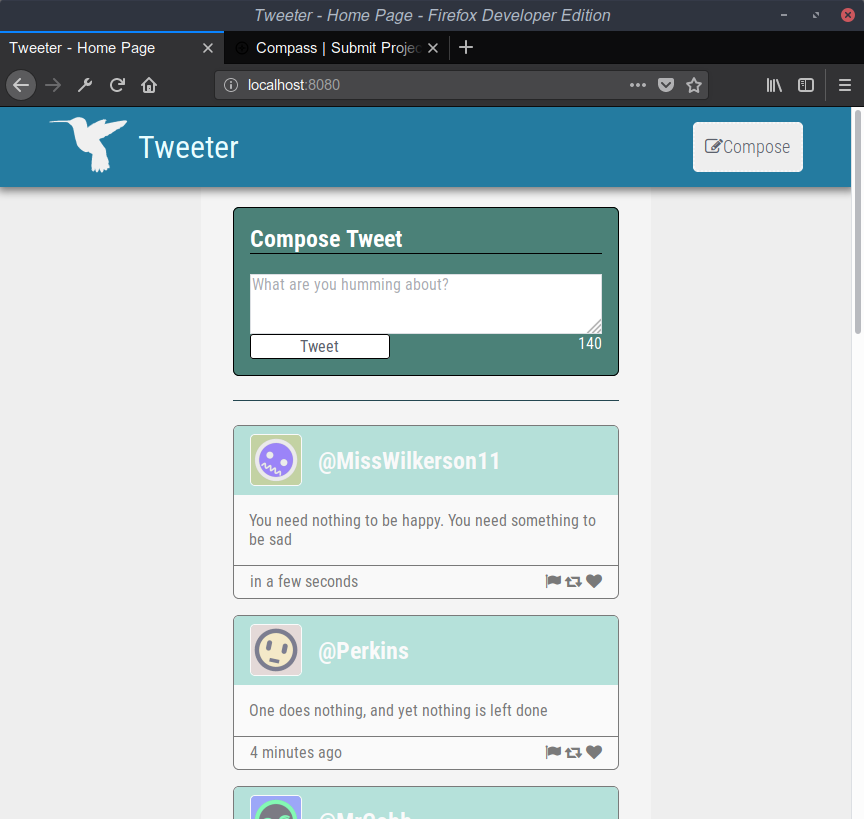 Tweeter - Home Page - Firefox Developer Edition
Tweeter - Home Page
Compass | Submit Projec
localhost:8080
Tweeter
Compose
Compose Tweet
What are you humming about?
Tweet
140
@MissWilkerson11
You need nothing to be happy. You need something to
be sad
in a few seconds
@Perkins
One does nothing, and yet nothing is left done
4 minutes ago